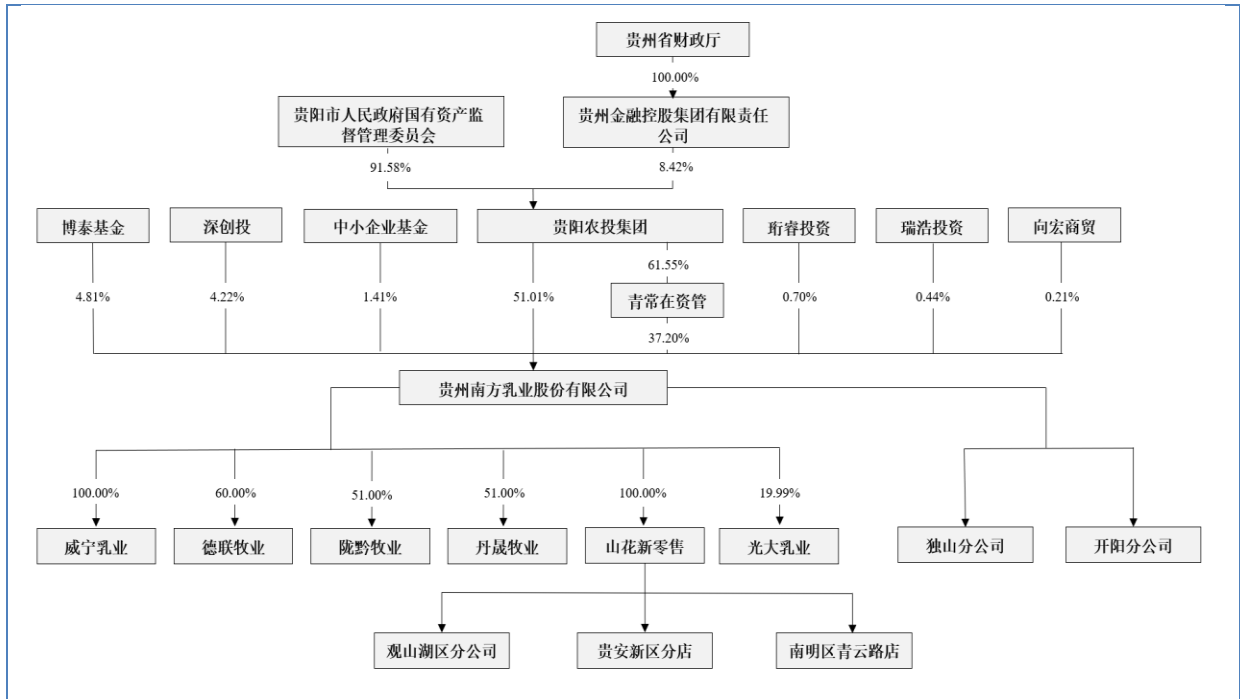 贵州省财政厅
100.00%
贵阳市人民政府国有资产监
督管理委员会
贵州金融控股集团有限责任
公司
91.58%
8.42%
博泰基金
深创投
中小企业基金
贵阳农投集团
珩睿投资
瑞浩投资
向宏商贸
61.55%
4.81%
4.22%
1.41%
51.01%
青常在资管
0.70%
0.44%
0.21%
37.20%
贵州南方乳业股份有限公司
100.00%
60.00%
51.00%
51.00%
100.00%
19.99%
威宁乳业
德联牧业
陇黔牧业
丹晟牧业
山花新零售
光大乳业
独山分公司
开阳分公司
观山湖区分公司
贵安新区分店
南明区青云路店